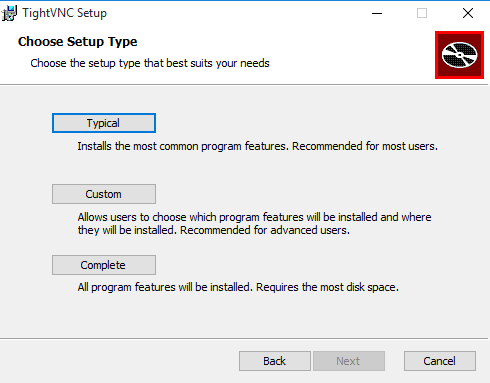 TightVNC Setup
Choose Setup Type
Choose the setup type that best suits your needs
Typical
Installs the most common program features. Recommended for most users.
Custom
Allows users to choose which program features will be installed and where
they will be installed. Recommended for advanced users.
Complete
All program features will be installed. Requires the most disk space.
Back Next Cancel